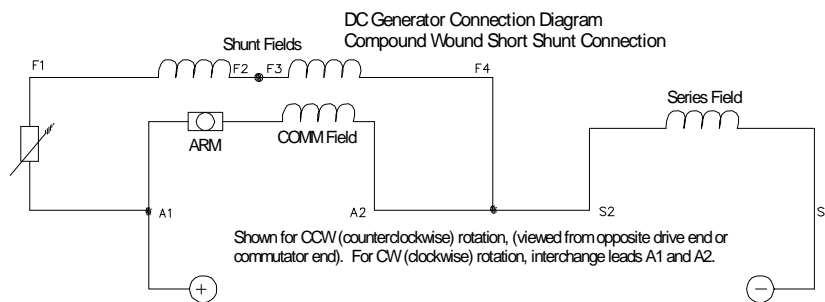 DC Generator Connection Diagram
Compound Wound Short Shunt Connection
Shunt Fields
F1
F2
F3
F4
Series Field
ARM
COMM Field
A1
A2
S2
S
Shown for CCW (counterclockwise) rotation, (viewed from opposite drive end or
commutator end). For CW (clockwise) rotation, interchange leads A1 and A2.
+
−